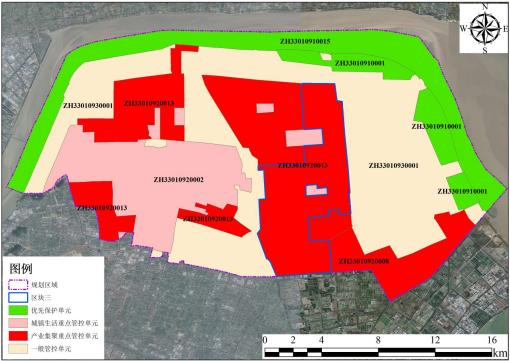 N
W E
S
ZH33010910015
ZH33010910001
ZH33010930001
ZH33010920013
ZH33010910001
ZH33010920013
ZH33010930001
ZH33010920002
ZH33010910001
ZH33010920013
ZH33010920013
ZH33010920008
图例
规划区域
区块三
优先保护单元
城镇生活重点管控单元
产业集聚重点管控单元
一般管控单元
0 2 4 8 12 16
km